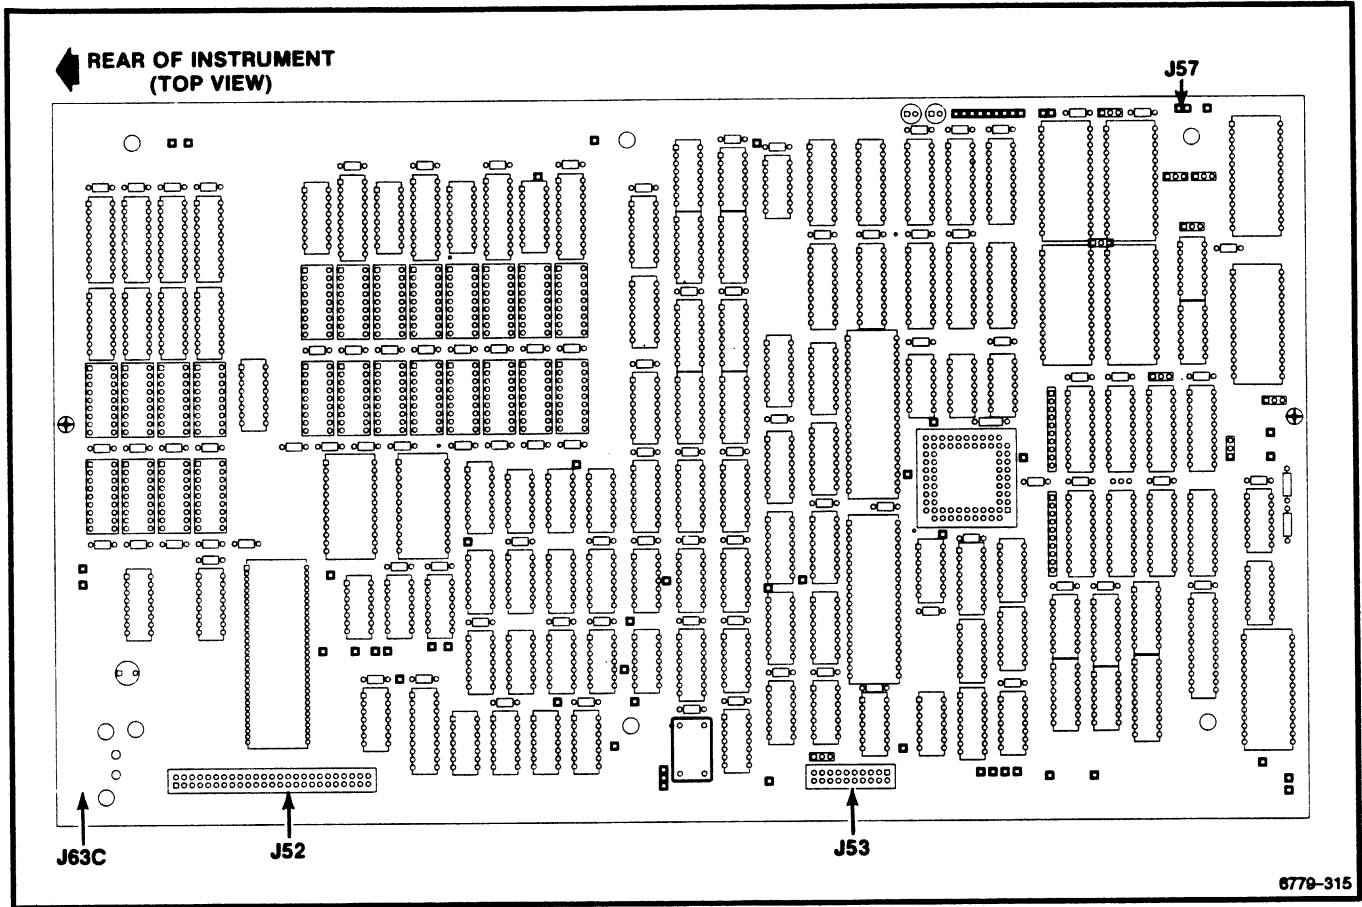 REAR OF INSTRUMENT
(TOP VIEW)
J57
J63C
J52
J53
6779-315